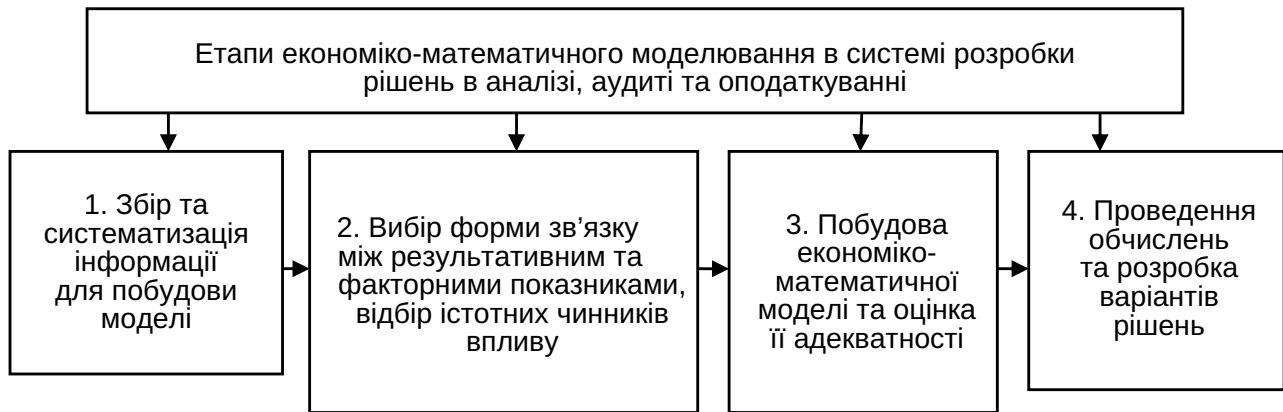 Етапи економіко-математичного моделювання в системі розробки
рішень в аналізі, аудиті та оподаткуванні
1. Збір та
систематизація
інформації
для побудови
моделі
2. Вибір форми зв’язку
між результативним та
факторними показниками,
відбір істотних чинників
впливу
3. Побудова
економіко-
математичної
моделі та оцінка
її адекватності
4. Проведення
обчислень
та розробка
варіантів
рішень